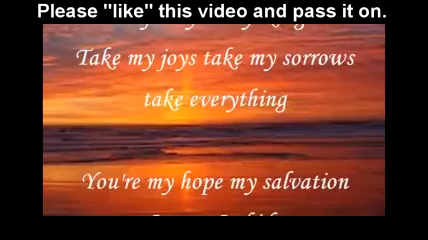 Please "like" this video and pass it on.
Take my joys take my sorrows
take everything
You're my hope my salvation